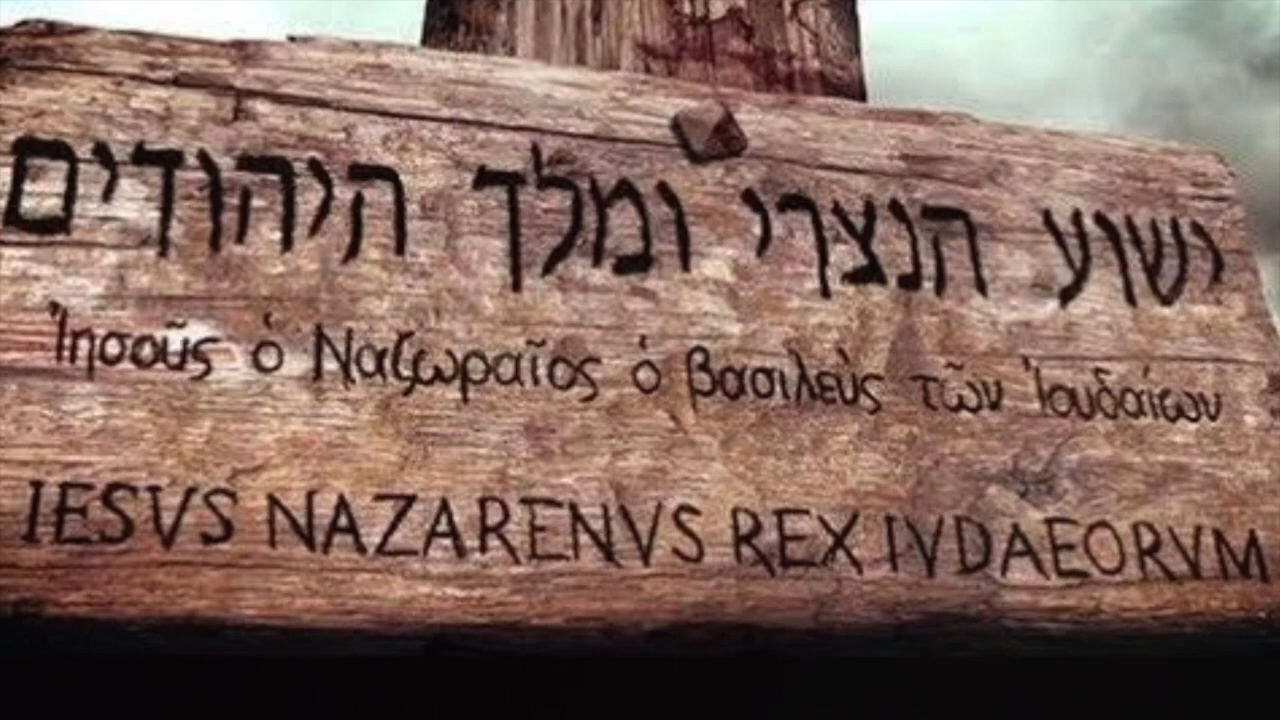 ישוע הנצרי ומלך היהודים
Ἰησοῦς ὁ Ναζωραῖος ὁ βασιλεὺς τῶν Ἰουδαίων
IESVS NAZARENVS REX IVDAEORVM